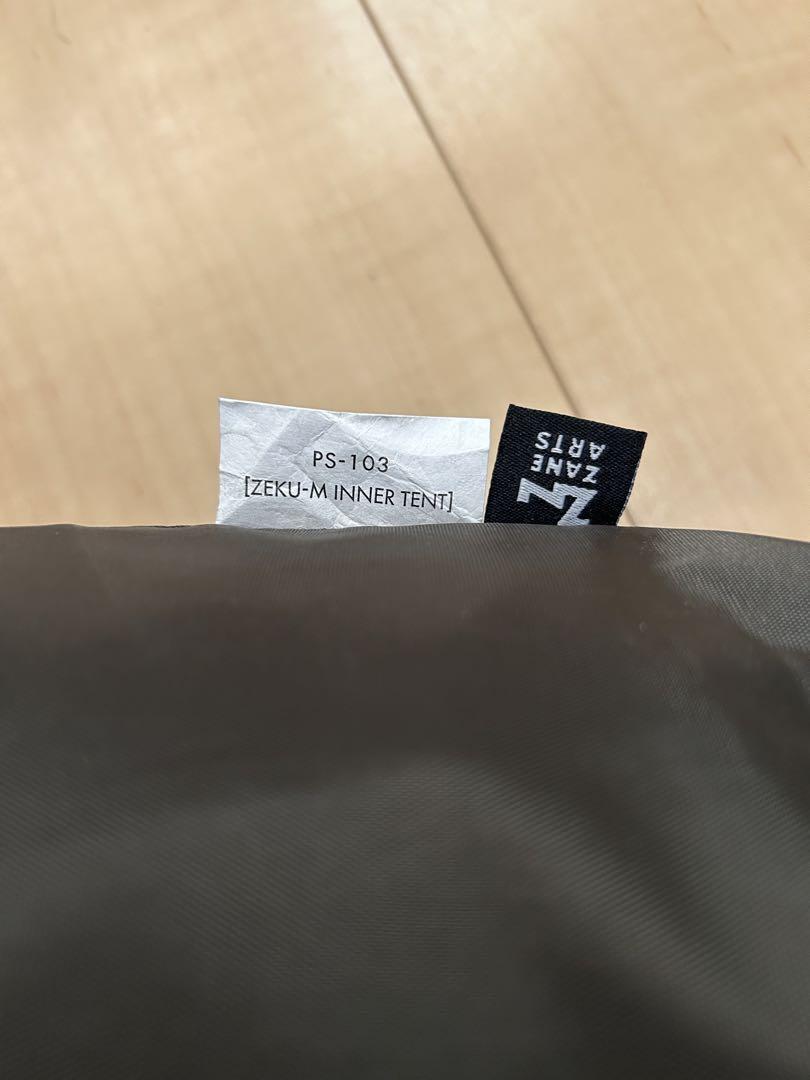 PS-103
[ZEKU-M INNER TENT]
ZANE
ARTS